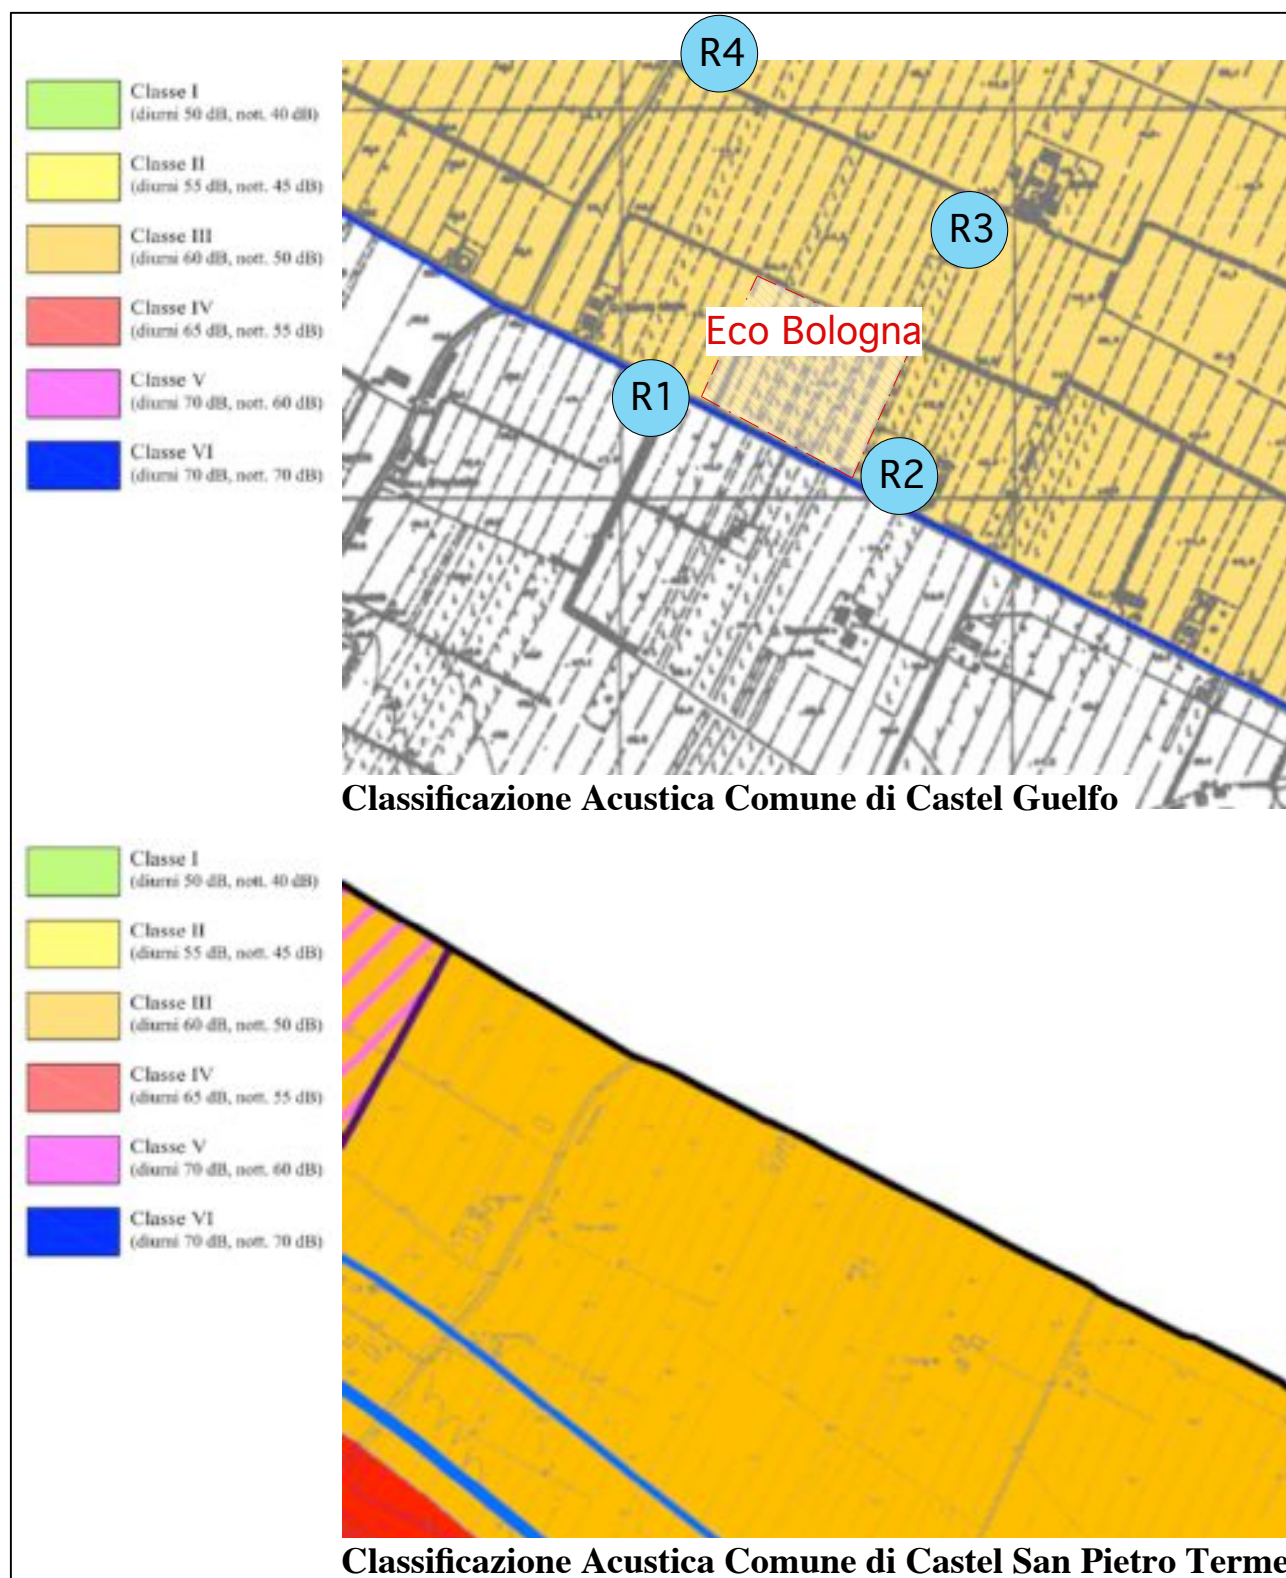 R4
Classe I
(diurni 50 dB, nott. 40 dB)
Classe II
(diurni 55 dB, nott. 45 dB)
Classe III
(diurni 60 dB, nott. 50 dB)
Classe IV
(diurni 65 dB, nott. 55 dB)
Classe V
(diurni 70 dB, nott. 60 dB)
Classe VI
(diurni 70 dB, nott. 70 dB)
R3
Eco Bologna
R1
R2
Classificazione Acustica Comune di Castel Guelfo
Classe I
(diurni 50 dB, nott. 40 dB)
Classe II
(diurni 55 dB, nott. 45 dB)
Classe III
(diurni 60 dB, nott. 50 dB)
Classe IV
(diurni 65 dB, nott. 55 dB)
Classe V
(diurni 70 dB, nott. 60 dB)
Classe VI
(diurni 70 dB, nott. 70 dB)
Classificazione Acustica Comune di Castel San Pietro Terme